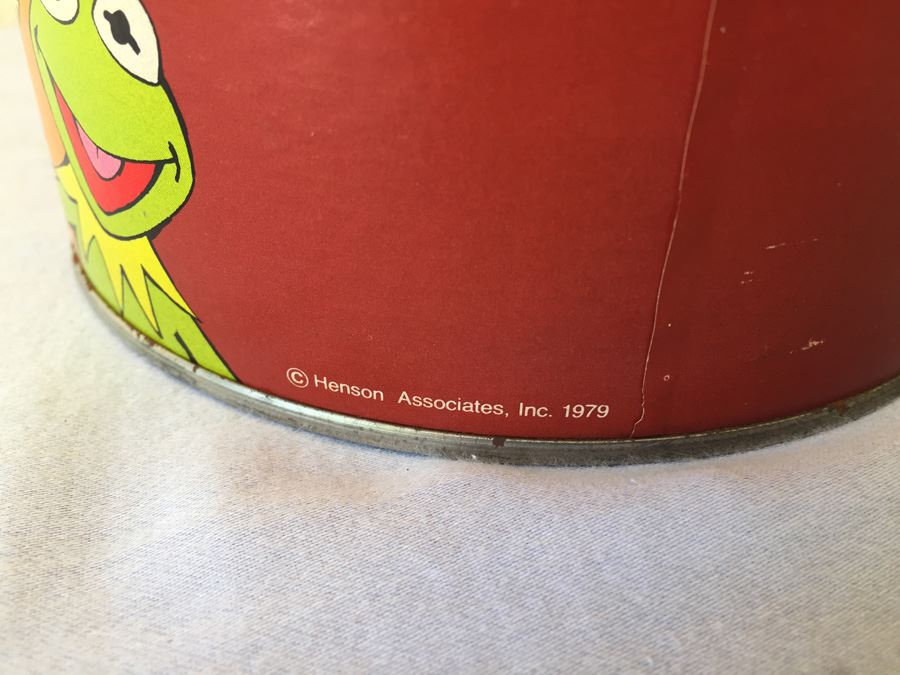 © Henson Associates, Inc. 1979